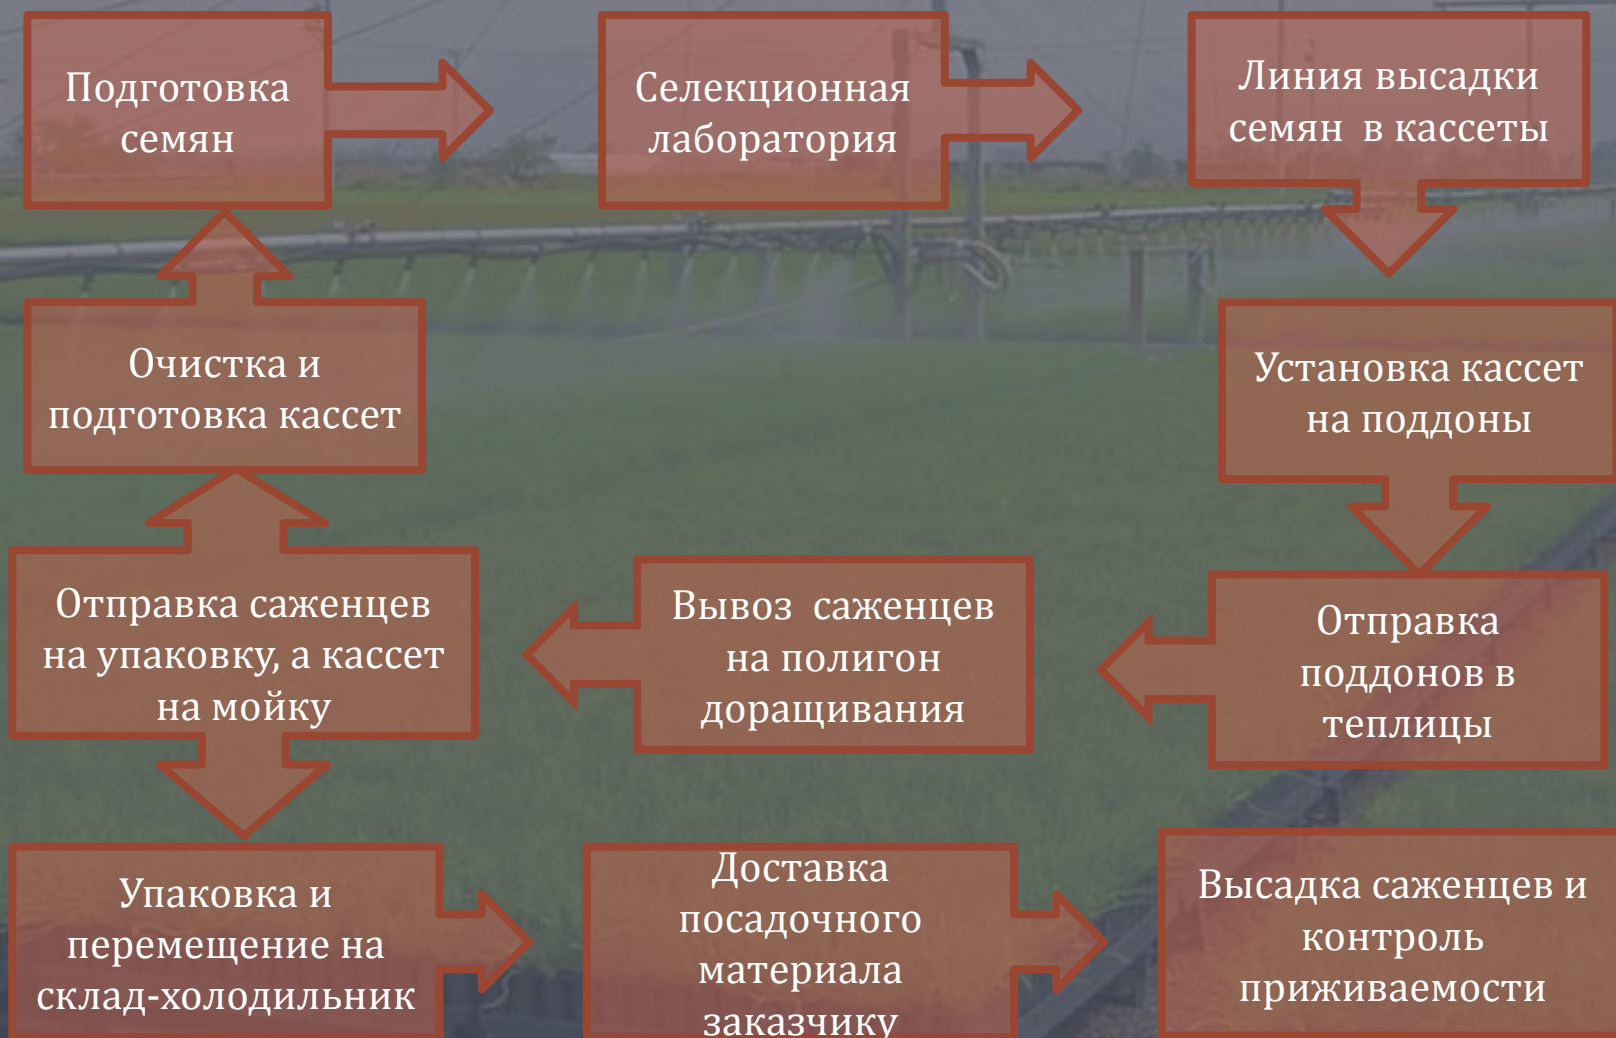 Подготовка
семян
Селекционная
лаборатория
Линия высадки
семян в кассеты
Очистка и
подготовка кассет
Установка кассет
на поддоны
Отправка саженцев
на упаковку, а кассет
на мойку
Вывоз саженцев
на полигон
доращивания
Отправка
поддонов в
теплицы
Упаковка и
перемещение на
склад-холодильник
Доставка
посадочного
материала
заказчику
Высадка саженцев и
контроль
приживаемости